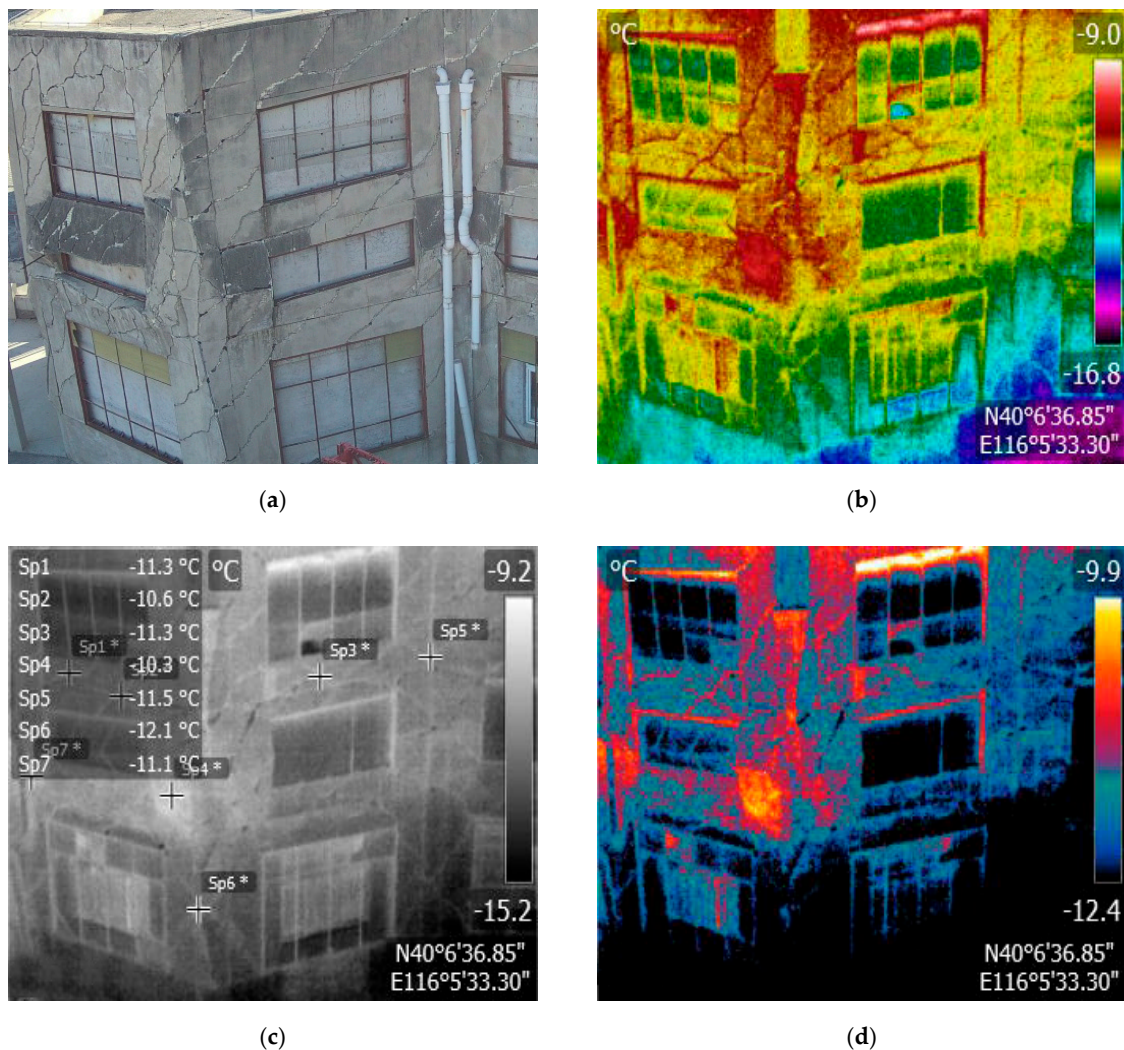 °C
-9.0
-16.8
N40°6'36.85"
E116°5'33.30"
(a)
(b)
Sp1 -11.3 °C
Sp2 -10.6 °C
Sp3 -11.3 °C
Sp4 -10.3 °C
Sp5 -11.5 °C
Sp6 -12.1 °C
Sp7 -11.1 °C
°C
-9.2
Sp1 *
Sp3 *
Sp5 *
Sp7 *
Sp4 *
Sp6 *
-15.2
N40°6'36.85"
E116°5'33.30"
°C
-9.9
-12.4
N40°6'36.85"
E116°5'33.30"
(c)
(d)